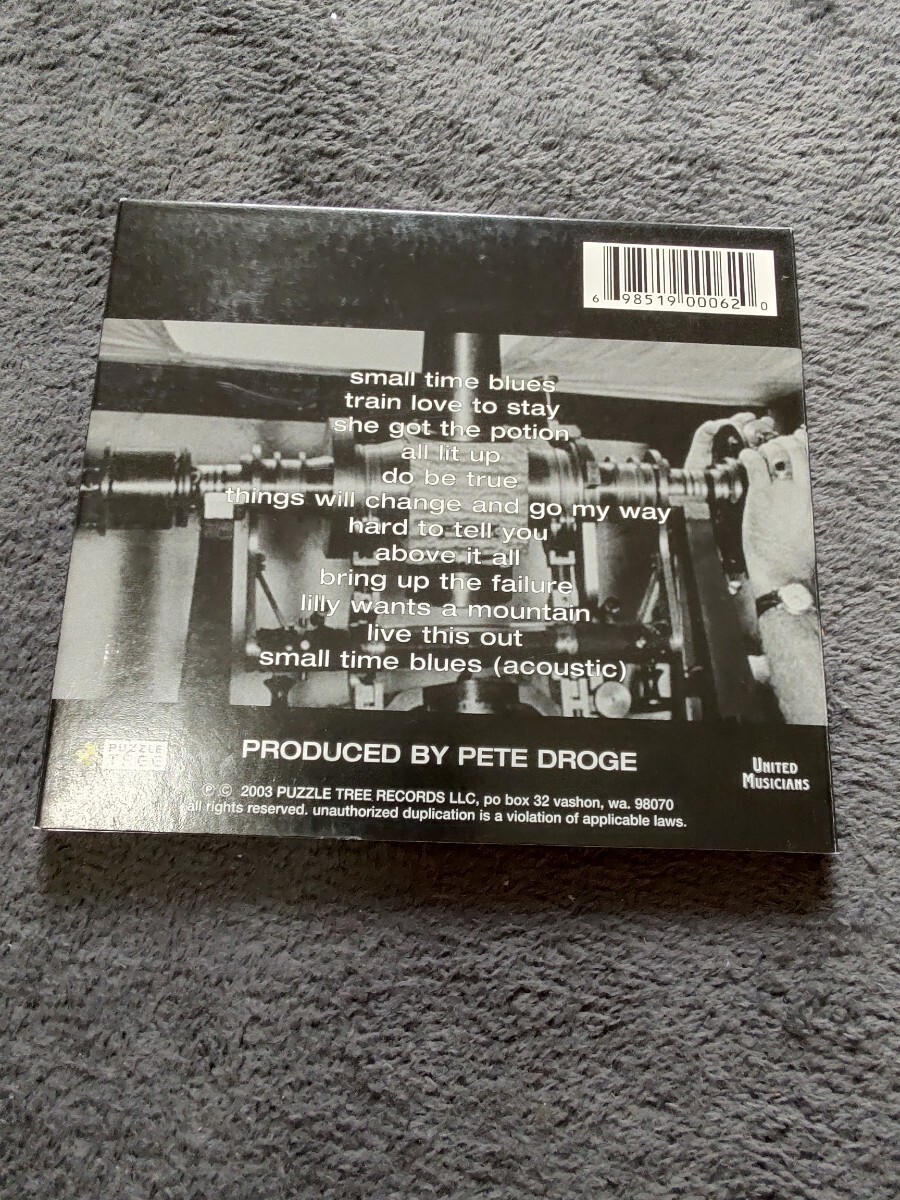 6 98519 00062 0
small time blues
train love to stay
she got the potion
all lit up
do be true
things will change and go my way
hard to tell you
above it all
bring up the failure
lilly wants a mountain
live this out
small time blues (acoustic)
PUZZLE
TREE
PRODUCED BY PETE DROGE
UNITED
MUSICIANS
℗ © 2003 PUZZLE TREE RECORDS LLC, po box 32 vashon, wa. 98070
all rights reserved. unauthorized duplication is a violation of applicable laws.